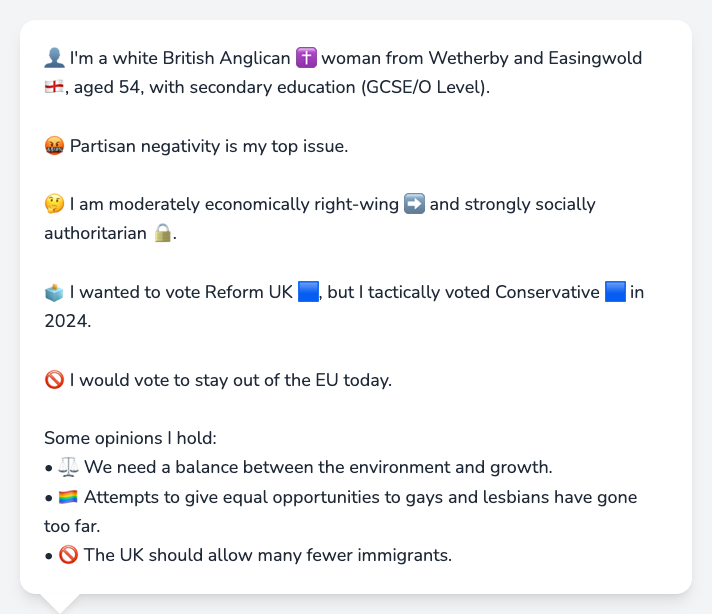 👤 I'm a white British Anglican ✝️ woman from Wetherby and Easingwold
🏴󠁧󠁢󠁥󠁮󠁧󠁿, aged 54, with secondary education (GCSE/O Level).
🤬 Partisan negativity is my top issue.
🤔 I am moderately economically right-wing ➡️ and strongly socially
authoritarian 🔒.
🗳️ I wanted to vote Reform UK 🟦, but I tactically voted Conservative 🟦 in
2024.
🚫 I would vote to stay out of the EU today.
Some opinions I hold:
• ⚖️ We need a balance between the environment and growth.
• 🏳️‍🌈 Attempts to give equal opportunities to gays and lesbians have gone
too far.
• 🚫 The UK should allow many fewer immigrants.